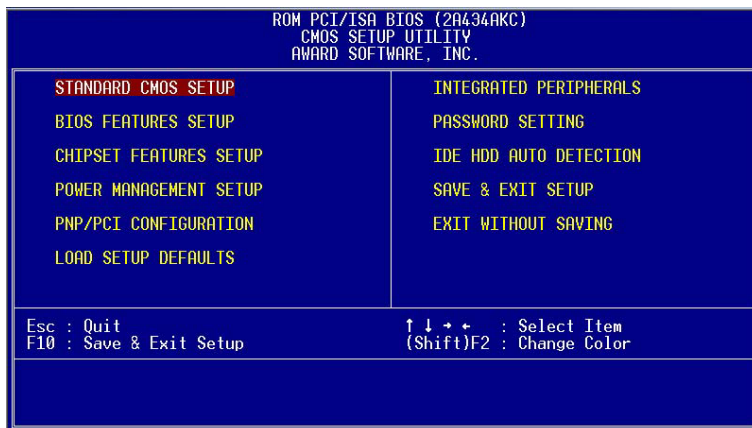 ROM PCI/ISA BIOS (2A434AKC)
CMOS SETUP UTILITY
AWARD SOFTWARE, INC.
STANDARD CMOS SETUP
BIOS FEATURES SETUP
CHIPSET FEATURES SETUP
POWER MANAGEMENT SETUP
PNP/PCI CONFIGURATION
LOAD SETUP DEFAULTS
INTEGRATED PERIPHERALS
PASSWORD SETTING
IDE HDD AUTO DETECTION
SAVE & EXIT SETUP
EXIT WITHOUT SAVING
Esc : Quit
F10 : Save & Exit Setup
↑ ↓ → ← : Select Item
(Shift)F2 : Change Color